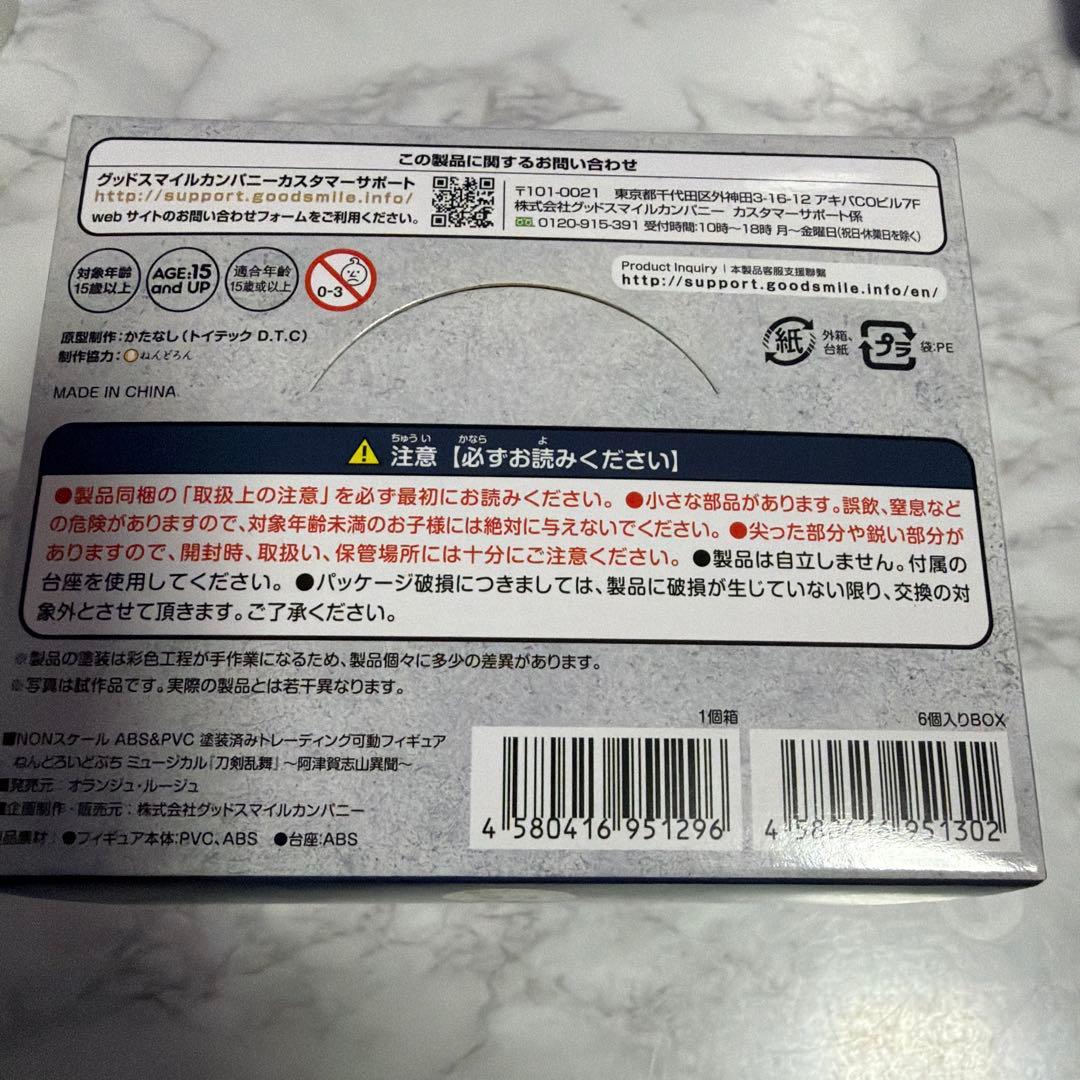 この製品に関するお問い合わせ
グッドスマイルカンパニーカスタマーサポート
http://support.goodsmile.info/
web サイトのお問い合わせフォームをご利用ください。
〒101-0021 東京都千代田区外神田3-16-12 アキバCOビル7F
株式会社グッドスマイルカンパニー カスタマーサポート係
0120-915-391 受付時間:10時〜18時 月〜金曜日(祝日・休業日を除く)
対象年齢
15歳以上
AGE:15
and UP
適合年齢
15歳或以上
0-3
Product Inquiry | 本製品客服支援聯繫
http://support.goodsmile.info/en/
原型制作:かたなし(トイテック D.T.C)
制作協力:ねんどろん
MADE IN CHINA
紙
外箱、
台紙
プラ
袋:PE
ちゅうい かなら よ
注意【必ずお読みください】
●製品同梱の「取扱上の注意」を必ず最初にお読みください。 ●小さな部品があります。誤飲、窒息など
の危険がありますので、対象年齢未満のお子様には絶対に与えないでください。 ●尖った部分や鋭い部分が
ありますので、開封時、取扱い、保管場所には十分にご注意ください。 ●製品は自立しません。付属の
台座を使用してください。 ●パッケージ破損につきましては、製品に破損が生じていない限り、交換の対
象外とさせて頂きます。ご了承ください。
※製品の塗装は彩色工程が手作業になるため、製品個々に多少の差異があります。
※写真は試作品です。実際の製品とは若干異なります。
■NONスケール ABS&PVC 塗装済みトレーディング可動フィギュア
ねんどろいどぷち ミュージカル『刀剣乱舞』 〜阿津賀志山異聞〜
■発売元:オランジュ・ルージュ
■企画制作・販売元:株式会社グッドスマイルカンパニー
品素材: ●フィギュア本体:PVC、ABS ●台座:ABS
1個箱
4 580416 951296
6個入りBOX
4 580416 951302